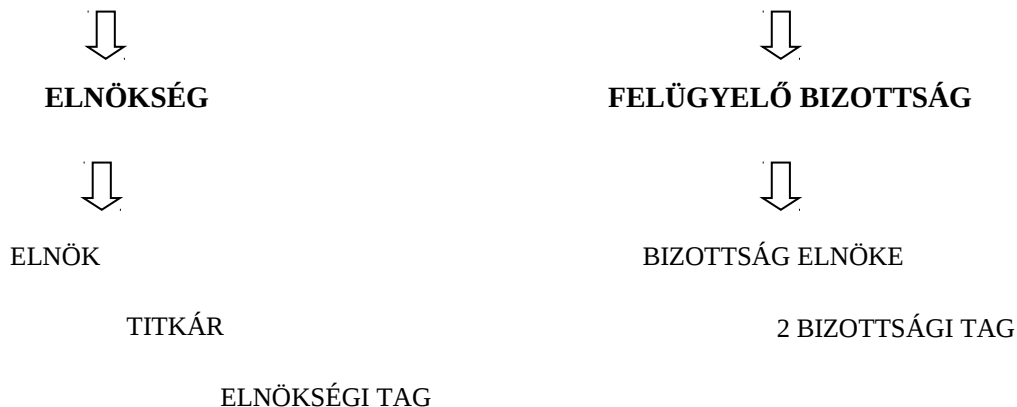 ELNÖKSÉG
FELÜGYELŐ BIZOTTSÁG
ELNÖK
BIZOTTSÁG ELNÖKE
TITKÁR
2 BIZOTTSÁGI TAG
ELNÖKSÉGI TAG